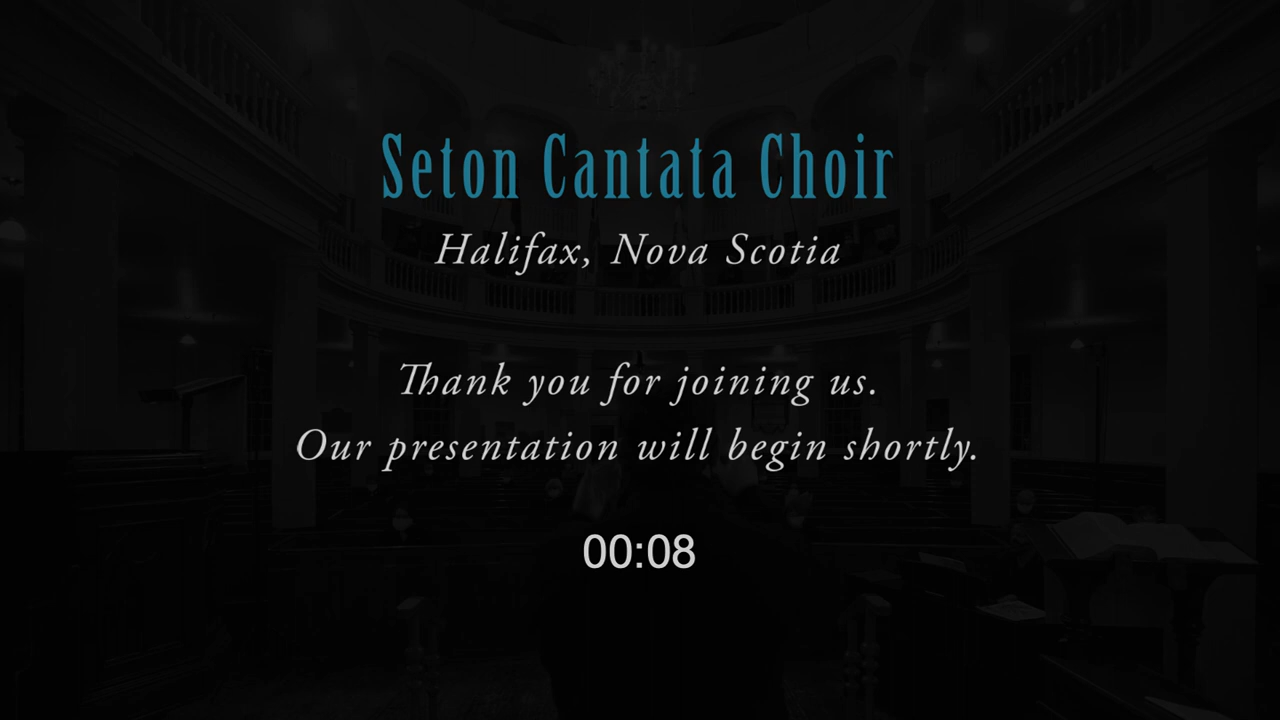 Seton Cantata Choir
Halifax, Nova Scotia
Thank you for joining us.
Our presentation will begin shortly.
00:08